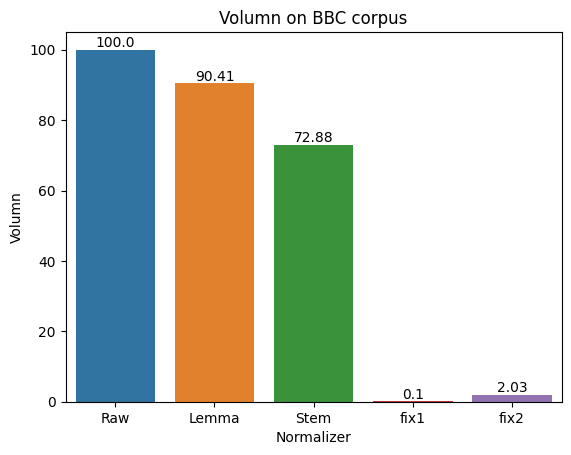 Volumn on BBC corpus
100.0
90.41
72.88
0.1
2.03
100
80
60
40
20
0
Volumn
Raw Lemma Stem fix1 fix2
Normalizer